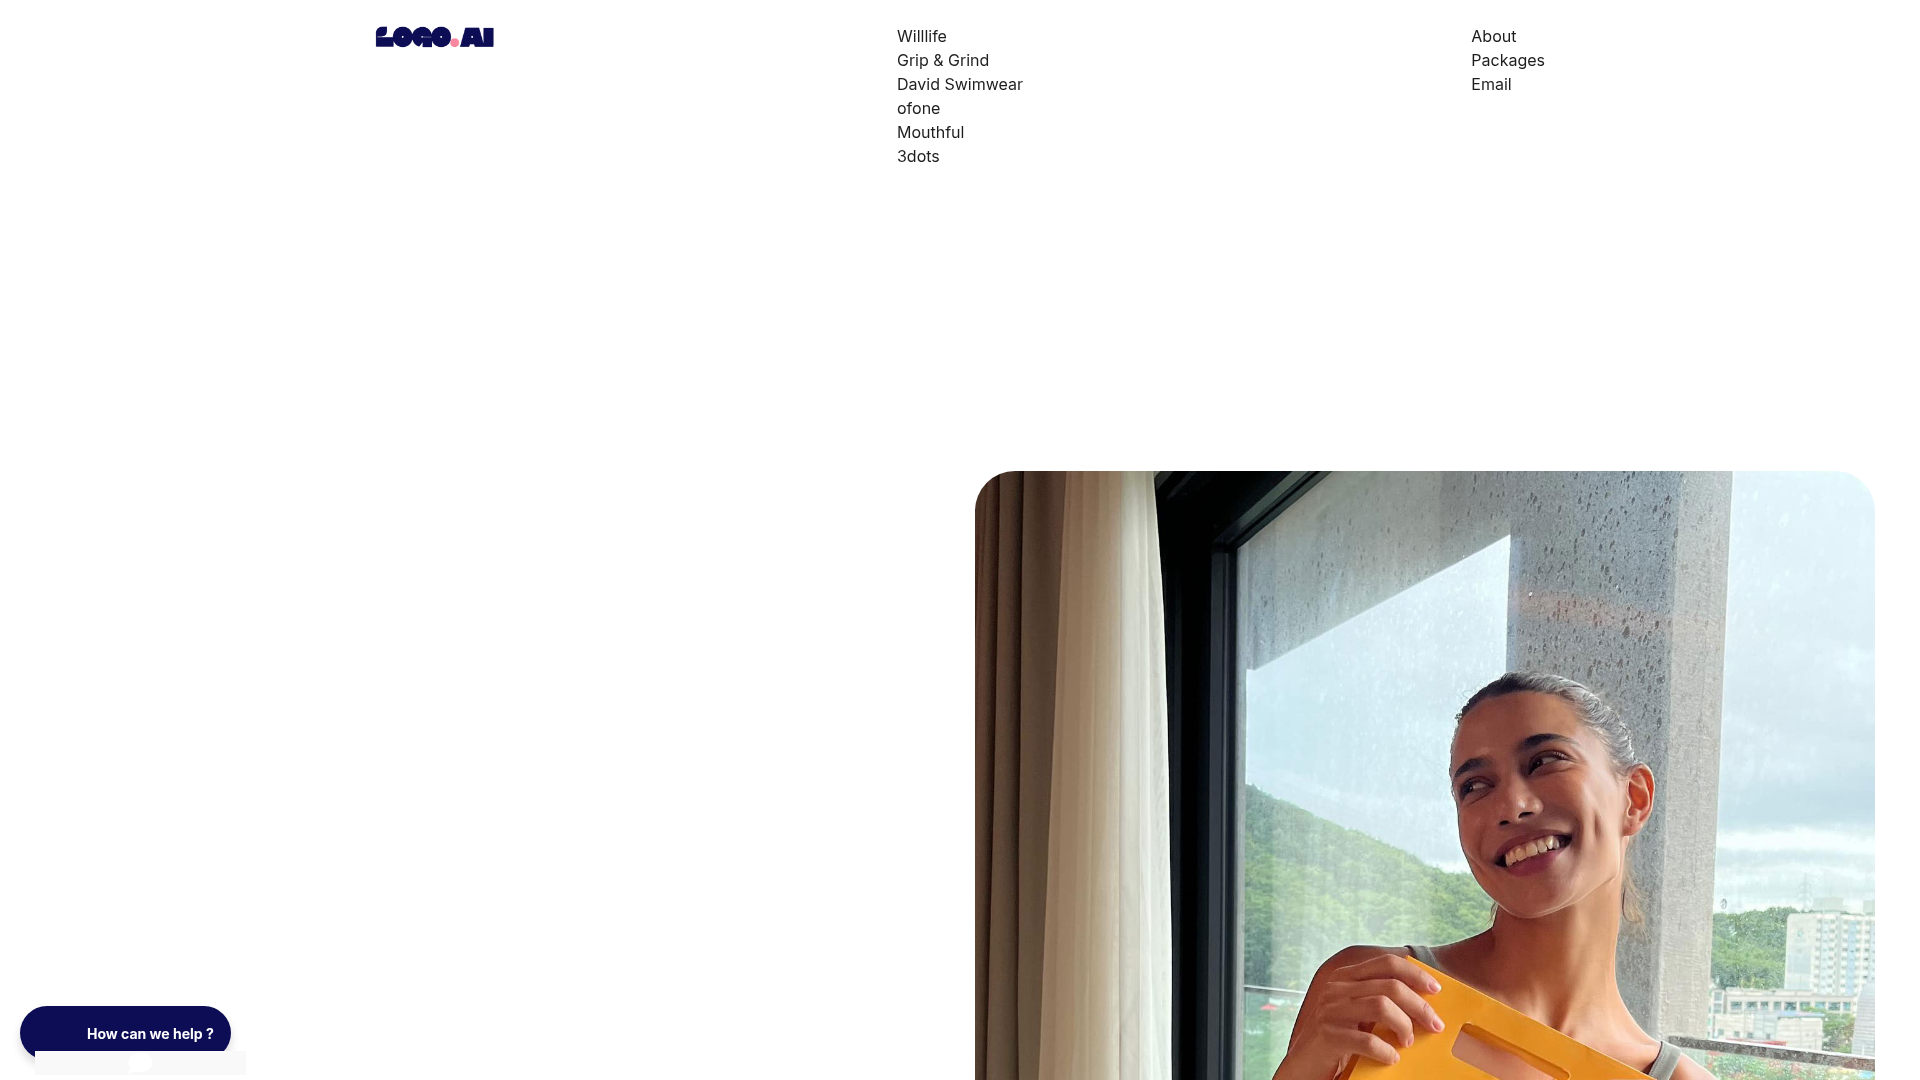 LOGO.AI
Willlife
Grip & Grind
David Swimwear
ofone
Mouthful
3dots
About
Packages
Email
How can we help ?